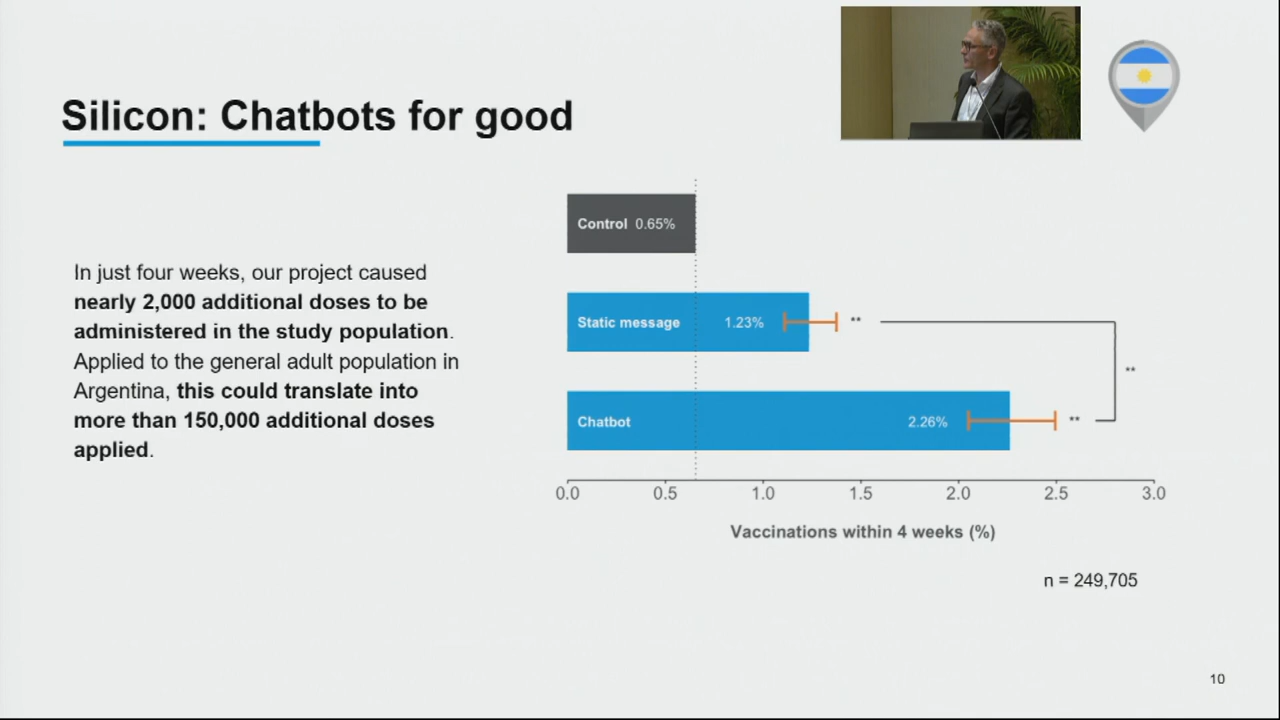 Silicon: Chatbots for good
In just four weeks, our project caused
nearly 2,000 additional doses to be
administered in the study population.
Applied to the general adult population in
Argentina, this could translate into
more than 150,000 additional doses
applied.
Control 0.65%
Static message 1.23% **
**
Chatbot 2.26% **
0.0 0.5 1.0 1.5 2.0 2.5 3.0
Vaccinations within 4 weeks (%)
n = 249,705
10